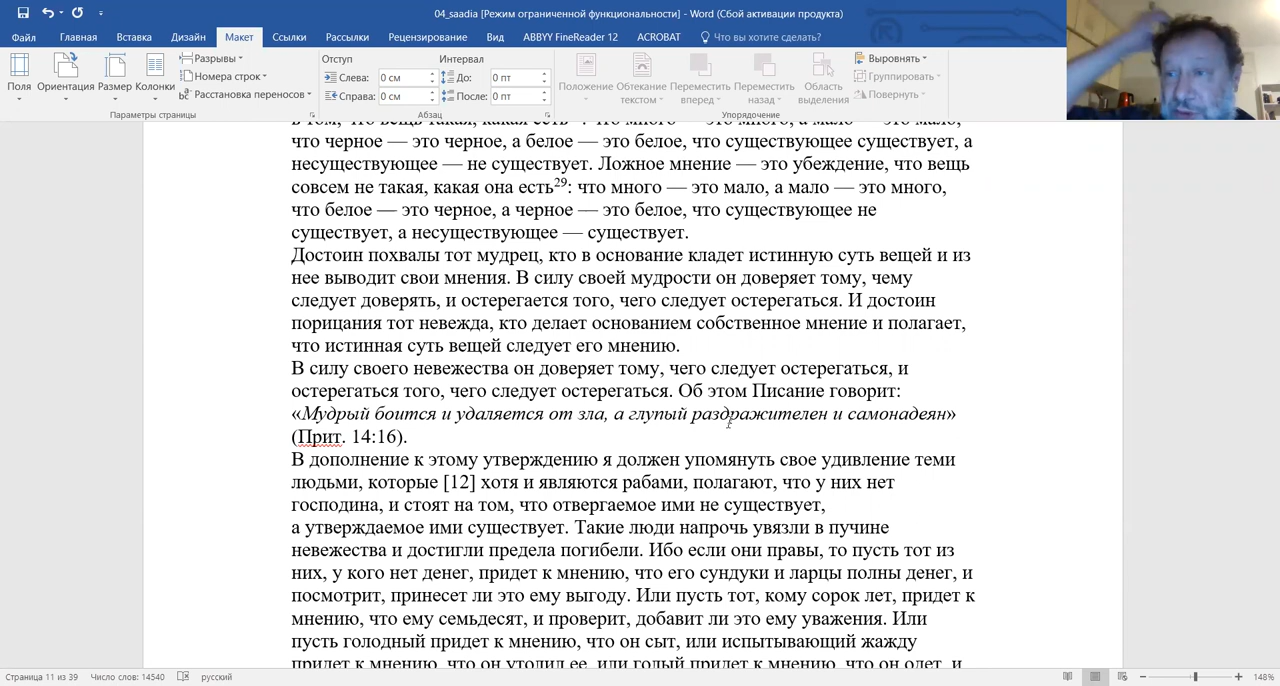 04_saadia [Режим ограниченной функциональности] - Word (Сбой активации продукта)
Файл Главная Вставка Дизайн Макет Ссылки Рассылки Рецензирование Вид ABBYY FineReader 12 ACROBAT Что вы хотите сделать?
Поля Ориентация Размер Колонки
Разрывы
Номера строк
Расстановка переносов
Параметры страницы
Отступ
Слева: 0 см
Справа: 0 см
Интервал
До: 0 пт
После: 0 пт
Абзац
Положение Обтекание текстом Переместить вперед Переместить назад Область выделения
Выровнять
Группировать
Повернуть
Упорядочение
что черное — это черное, а белое — это белое, что существующее существует, а
несуществующее — не существует. Ложное мнение — это убеждение, что вещь
совсем не такая, какая она есть29: что много — это мало, а мало — это много,
что белое — это черное, а черное — это белое, что существующее не
существует, а несуществующее — существует.
Достоин похвалы тот мудрец, кто в основание кладет истинную суть вещей и из
нее выводит свои мнения. В силу своей мудрости он доверяет тому, чему
следует доверять, и остерегается того, чего следует остерегаться. И достоин
порицания тот невежда, кто делает основанием собственное мнение и полагает,
что истинная суть вещей следует его мнению.
В силу своего невежества он доверяет тому, чего следует остерегаться, и
остерегаться того, чего следует остерегаться. Об этом Писание говорит:
«Мудрый боится и удаляется от зла, а глупый раздражителен и самонадеян»
(Прит. 14:16).
В дополнение к этому утверждению я должен упомянуть свое удивление теми
людьми, которые [12] хотя и являются рабами, полагают, что у них нет
господина, и стоят на том, что отвергаемое ими не существует,
а утверждаемое ими существует. Такие люди напрочь увязли в пучине
невежества и достигли предела погибели. Ибо если они правы, то пусть тот из
них, у кого нет денег, придет к мнению, что его сундуки и ларцы полны денег, и
посмотрит, принесет ли это ему выгоду. Или пусть тот, кому сорок лет, придет к
мнению, что ему семьдесят, и проверит, добавит ли это ему уважения. Или
пусть голодный придет к мнению, что он сыт, или испытывающий жажду
придет к мнению, что он утолил ее, или голый придет к мнению, что он одет, и
Страница 11 из 39 Число слов: 14540 русский 148%